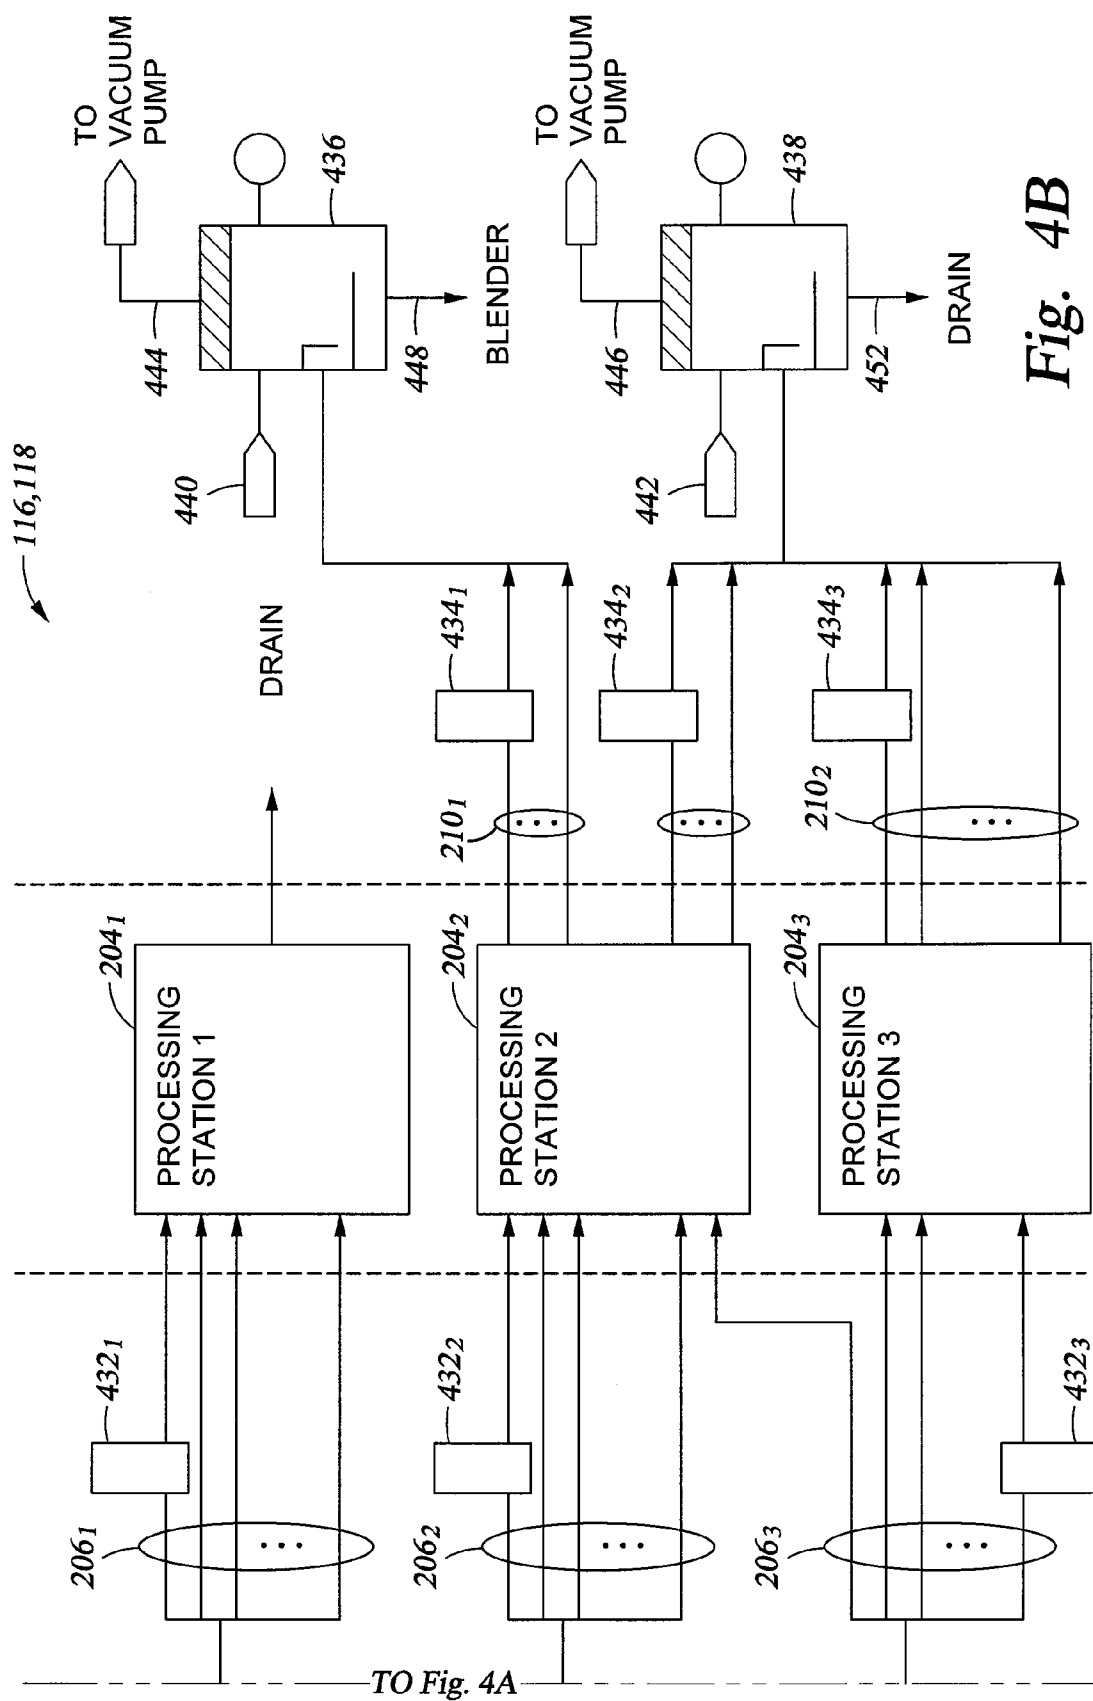 116,118
TO
VACUUM
PUMP
444
436
440
448
BLENDER
DRAIN
TO
VACUUM
PUMP
446
438
442
452
DRAIN
434₁
434₂
434₃
210₁
210₂
204₁
PROCESSING
STATION 1
204₂
PROCESSING
STATION 2
204₃
PROCESSING
STATION 3
432₁
432₂
432₃
206₁
206₂
206₃
TO Fig. 4A
Fig. 4B